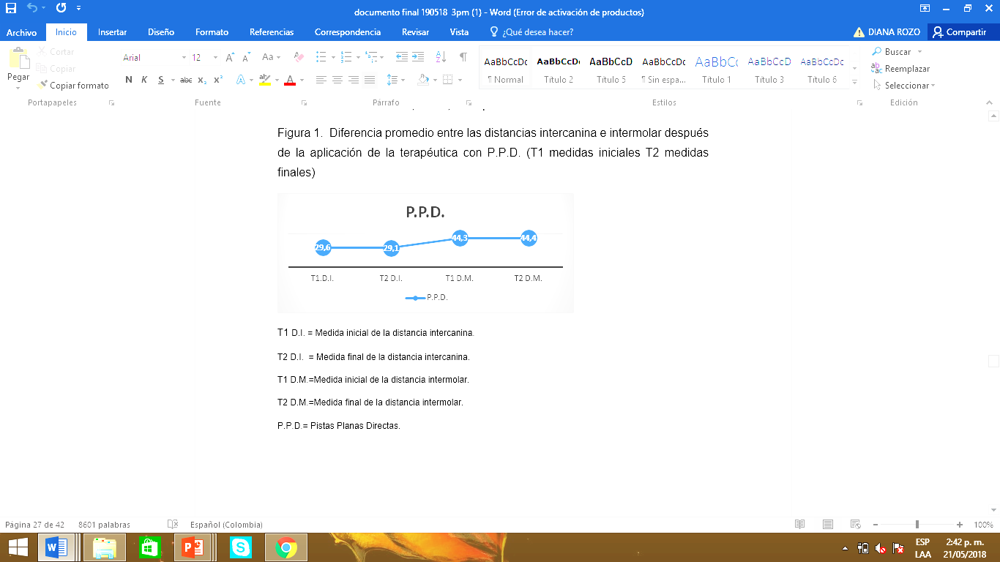 documento final 190518 3pm (1) - Word (Error de activación de productos)
Archivo Inicio Insertar Diseño Formato Referencias Correspondencia Revisar Vista ¿Qué desea hacer? DIANA ROZO Compartir
Pegar
Cortar
Copiar
Copiar formato
Portapapeles
Arial 12 Aa
N K S abc x₂ x² A ab A
Fuente
Párrafo
AaBbCcDc AaBbCcDc AaBbCcD AaBbCcDc AaBbC AaBbCcD AaBbCcDc
¶ Normal Título 2 Título 5 ¶ Sin espa... Título 1 Título 3 Título 6
Estilos
Buscar
Reemplazar
Seleccionar
Edición
Figura 1. Diferencia promedio entre las distancias intercanina e intermolar después
de la aplicación de la terapéutica con P.P.D. (T1 medidas iniciales T2 medidas
finales)
P.P.D.
29,6 29,1 44,3 44,4
T1.D.I. T2 D.I. T1 D.M. T2 D.M.
P.P.D.
T1 D.I. = Medida inicial de la distancia intercanina.
T2 D.I. = Medida final de la distancia intercanina.
T1 D.M.=Medida inicial de la distancia intermolar.
T2 D.M.=Medida final de la distancia intermolar.
P.P.D.= Pistas Planas Directas.
Página 27 de 42 8601 palabras Español (Colombia) 100%
ESP 2:42 p. m.
LAA 21/05/2018